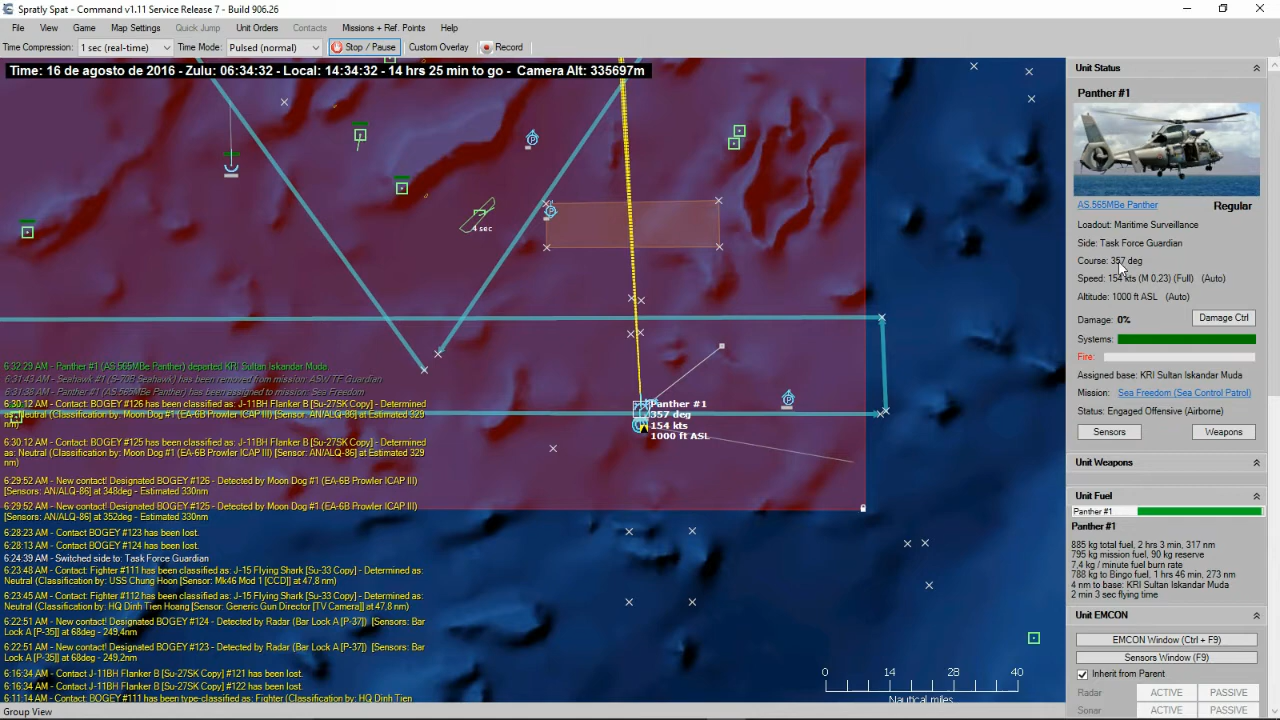 Spratly Spat - Command v1.11 Service Release 7 - Build 906.26
File View Game Map Settings Quick Jump Unit Orders Contacts Missions + Ref. Points Help
Time Compression: 1 sec (real-time) Time Mode: Pulsed (normal) Stop / Pause Custom Overlay Record
Time: 16 de agosto de 2016 - Zulu: 06:34:32 - Local: 14:34:32 - 14 hrs 25 min to go - Camera Alt: 335697m
4 sec
Panther #1
357 deg
154 kts
1000 ft ASL
6:32:29 AM - Panther #1 (AS.565MBe Panther) departed KRI Sultan Iskandar Muda.
6:31:43 AM - Seahawk #1 (S-70B Seahawk) has been removed from mission: ASW TF Guardian
6:31:38 AM - Panther #1 (AS.565MBe Panther) has been assigned to mission: Sea Freedom
6:30:12 AM - Contact: BOGEY #126 has been classified as: J-11BH Flanker B [Su-27SK Copy] - Determined
as: Neutral (Classification by: Moon Dog #1 (EA-6B Prowler ICAP III) [Sensor: AN/ALQ-86] at Estimated 329
nm)
6:30:12 AM - Contact: BOGEY #125 has been classified as: J-11BH Flanker B [Su-27SK Copy] - Determined
as: Neutral (Classification by: Moon Dog #1 (EA-6B Prowler ICAP III) [Sensor: AN/ALQ-86] at Estimated 329
nm)
6:29:52 AM - New contact! Designated BOGEY #126 - Detected by Moon Dog #1 (EA-6B Prowler ICAP III)
[Sensors: AN/ALQ-86] at 348deg - Estimated 330nm
6:29:52 AM - New contact! Designated BOGEY #125 - Detected by Moon Dog #1 (EA-6B Prowler ICAP III)
[Sensors: AN/ALQ-86] at 352deg - Estimated 330nm
6:28:23 AM - Contact BOGEY #123 has been lost.
6:28:13 AM - Contact BOGEY #124 has been lost.
6:24:39 AM - Switched side to: Task Force Guardian
6:23:48 AM - Contact: Fighter #111 has been classified as: J-15 Flying Shark [Su-33 Copy] - Determined as:
Neutral (Classification by: USS Chung Hoon [Sensor: Mk46 Mod 1 [CCD]] at 47,8 nm)
6:23:45 AM - Contact: Fighter #112 has been classified as: J-15 Flying Shark [Su-33 Copy] - Determined as:
Neutral (Classification by: HQ Dinh Tien Hoang [Sensor: Generic Gun Director [TV Camera]] at 47.8 nm)
6:22:51 AM - New contact! Designated BOGEY #124 - Detected by Radar (Bar Lock A [P-37]) [Sensors: Bar
Lock A [P-35]] at 68deg - 249,4nm
6:22:51 AM - New contact! Designated BOGEY #123 - Detected by Radar (Bar Lock A [P-37]) [Sensors: Bar
Lock A [P-35]] at 68deg - 249.2nm
6:16:34 AM - Contact J-11BH Flanker B [Su-27SK Copy] #121 has been lost.
6:16:34 AM - Contact J-11BH Flanker B [Su-27SK Copy] #122 has been lost.
6:11:14 AM - Contact: BOGEY #111 has been type-classified as: Fighter (Classification by: HQ Dinh Tien
0 14 28 40
Nautical miles
Group View
Unit Status
Panther #1
AS.565MBe Panther Regular
Loadout: Maritime Surveillance
Side: Task Force Guardian
Course: 357 deg
Speed: 154 kts (M 0,23) (Full) (Auto)
Altitude: 1000 ft ASL (Auto)
Damage: 0% Damage Ctrl
Systems:
Fire:
Assigned base: KRI Sultan Iskandar Muda
Mission: Sea Freedom (Sea Control Patrol)
Status: Engaged Offensive (Airborne)
Sensors Weapons
Unit Weapons
Unit Fuel
Panther #1
Panther #1
885 kg total fuel, 2 hrs 3 min, 317 nm
795 kg mission fuel, 90 kg reserve
7,4 kg / minute fuel burn rate
788 kg to Bingo fuel, 1 hrs 46 min, 273 nm
4 nm to base: KRI Sultan Iskandar Muda
2 min 3 sec flying time
Unit EMCON
EMCON Window (Ctrl + F9)
Sensors Window (F9)
Inherit from Parent
Radar ACTIVE PASSIVE
Sonar ACTIVE PASSIVE